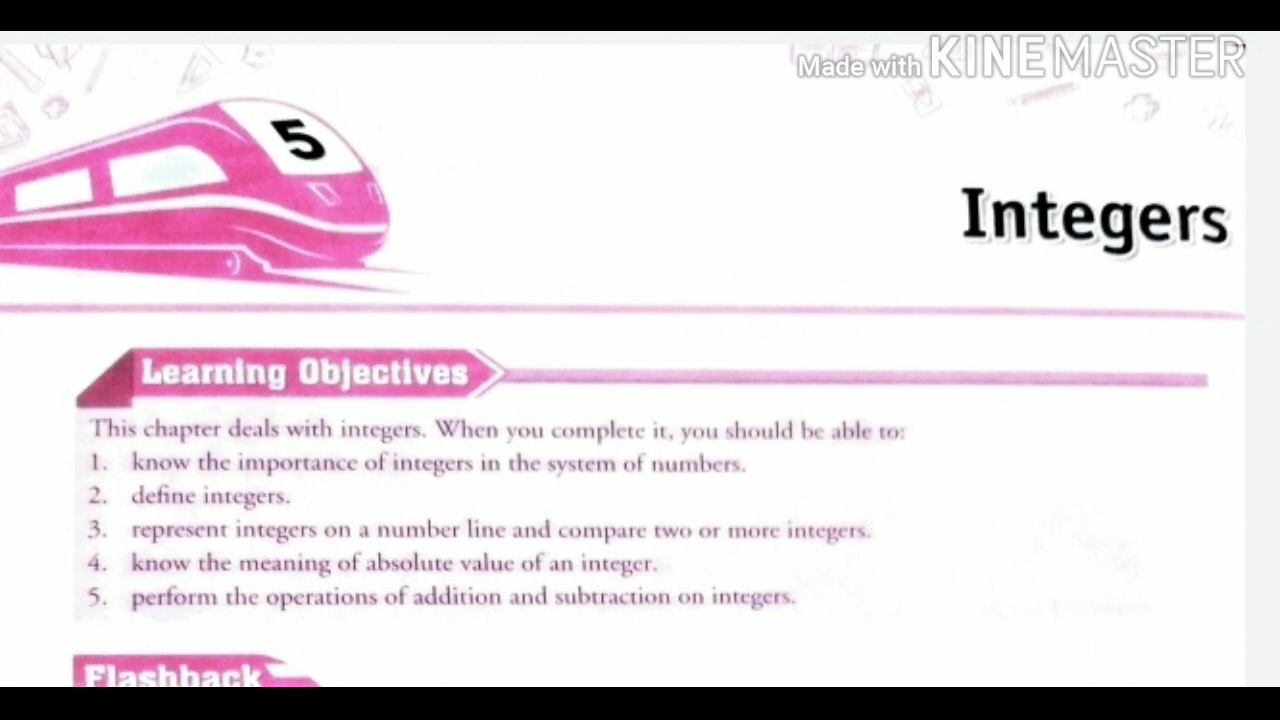 Made with KINEMASTER
5
Integers
Learning Objectives
This chapter deals with integers. When you complete it, you should be able to:
1. know the importance of integers in the system of numbers.
2. define integers.
3. represent integers on a number line and compare two or more integers.
4. know the meaning of absolute value of an integer.
5. perform the operations of addition and subtraction on integers.
Flashback